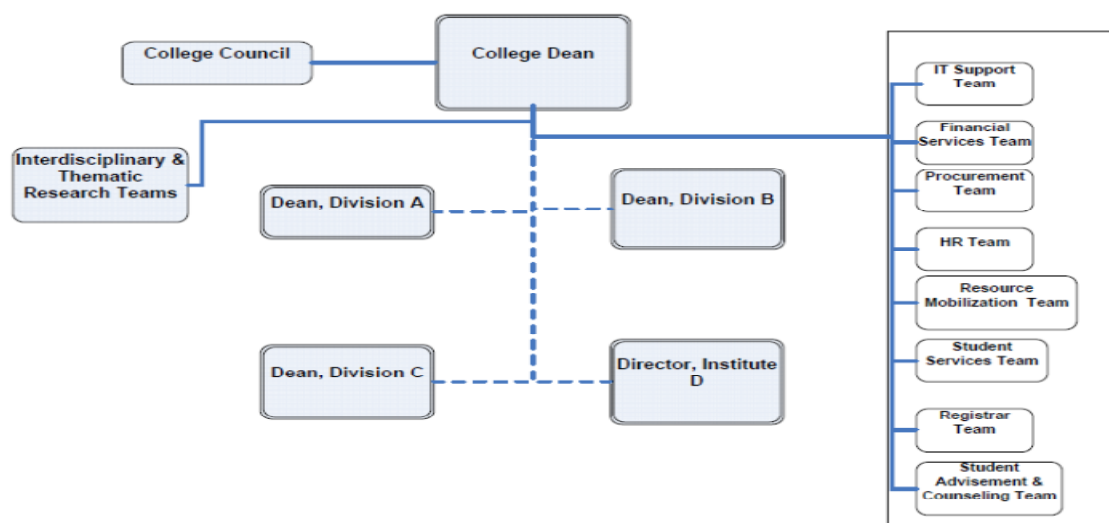 College Council
College Dean
IT Support
Team
Financial
Services Team
Interdisciplinary &
Thematic
Research Teams
Procurement
Team
Dean, Division A
Dean, Division B
HR Team
Resource
Mobilization Team
Student
Services Team
Dean, Division C
Director, Institute
D
Registrar
Team
Student
Advisement &
Counseling Team